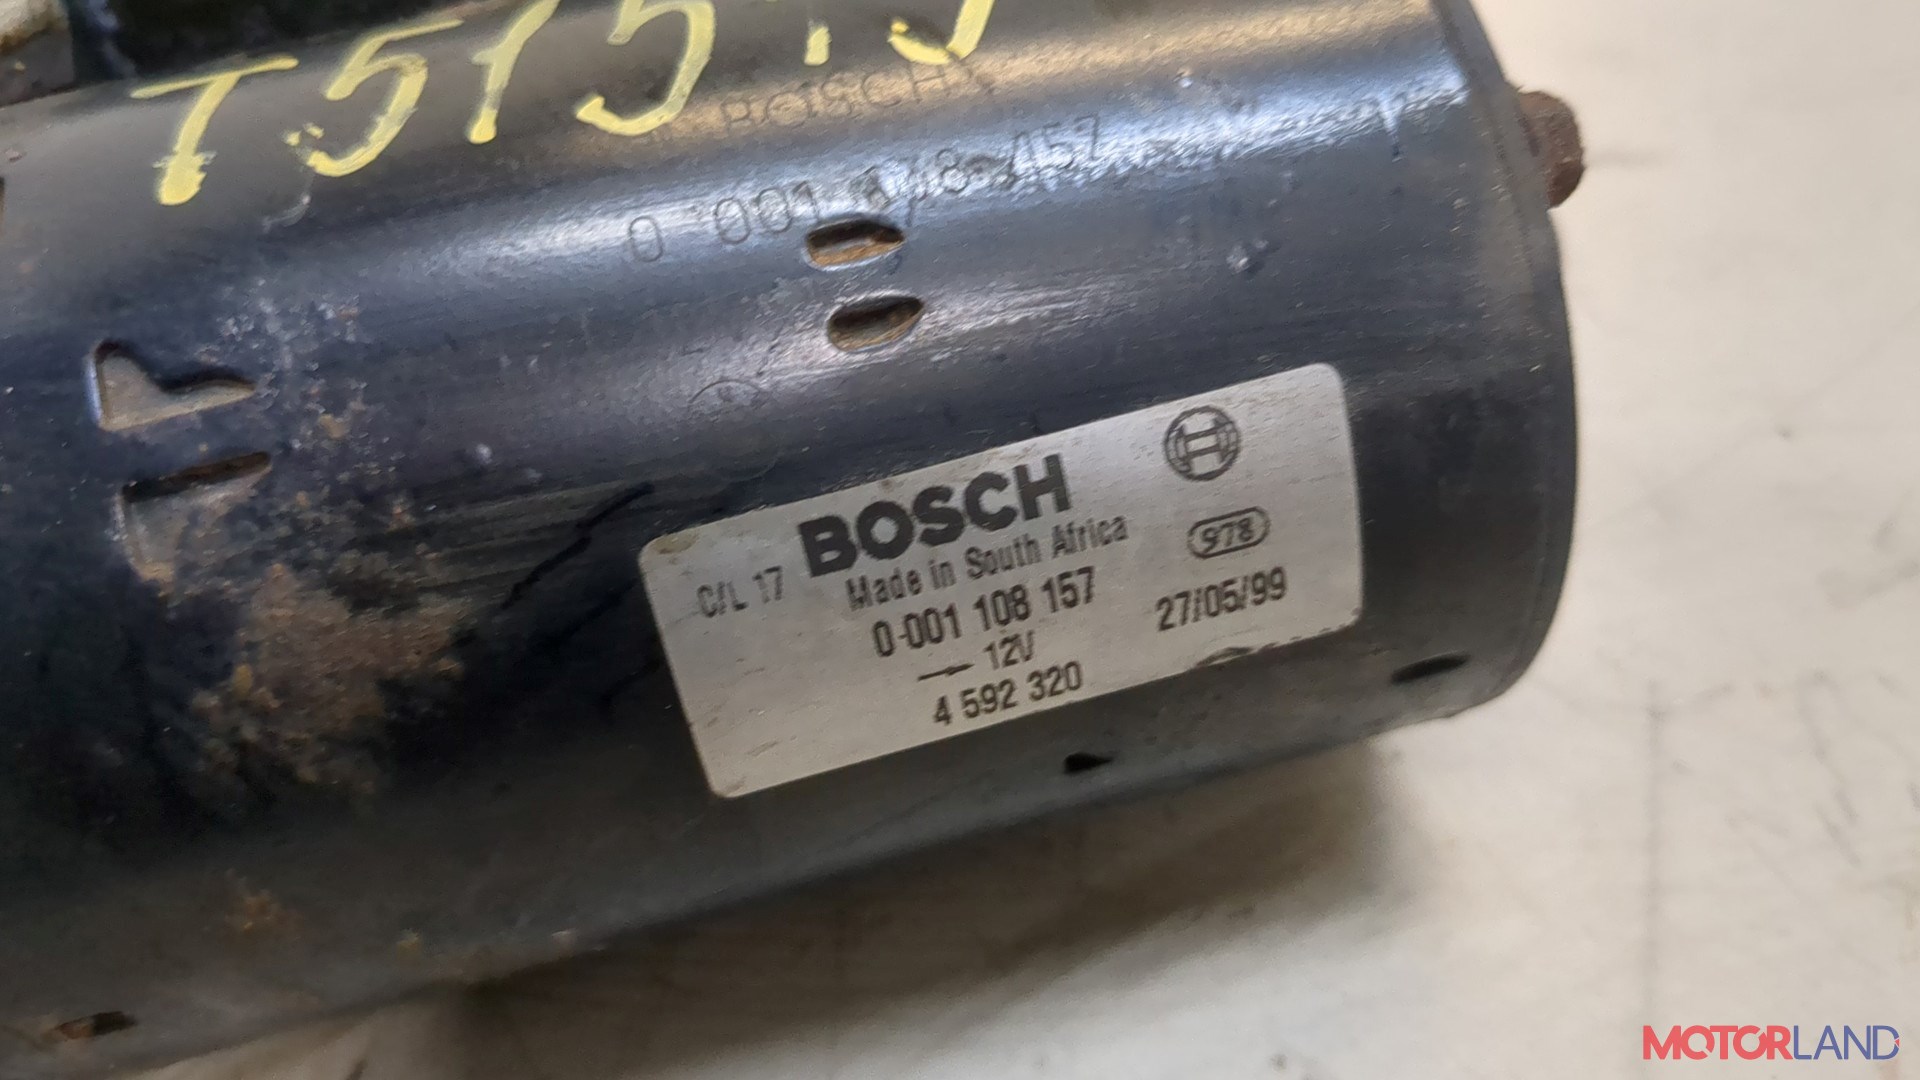 BOSCH
0 001
C/L 17
BOSCH
Made in South Africa
978
0-001 108 157
27/05/99
12V
4 592 320
MOTORLAND